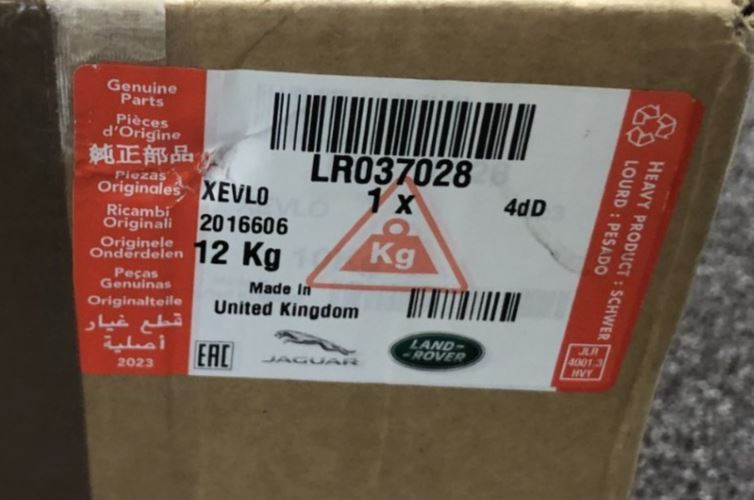 Genuine
Parts
Pièces
d'Origine
純正部品
Piezas
Originales
Ricambi
Originali
Originele
Onderdelen
Peças
Genuinas
Originalteile
قطع غيار
أصلية
2023
LR037028
1 x
4dD
XEVLO
2016606
12 Kg
Kg
Made In
United Kingdom
EAC
JAGUAR
LAND-
-ROVER
HEAVY PRODUCT : SCHWER
LOURD : PESADO
JLR
4001.3
HVY